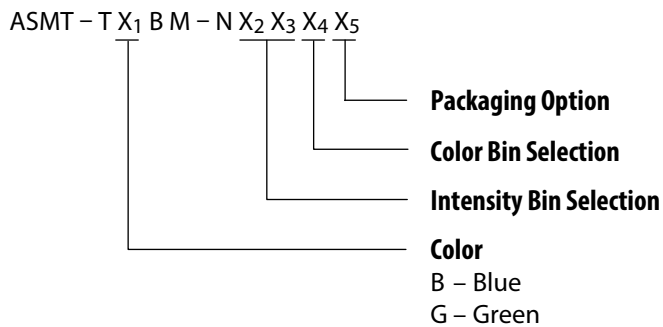 ASMT – T X1 B M – N X2 X3 X4 X5
Packaging Option
Color Bin Selection
Intensity Bin Selection
Color
B – Blue
G – Green